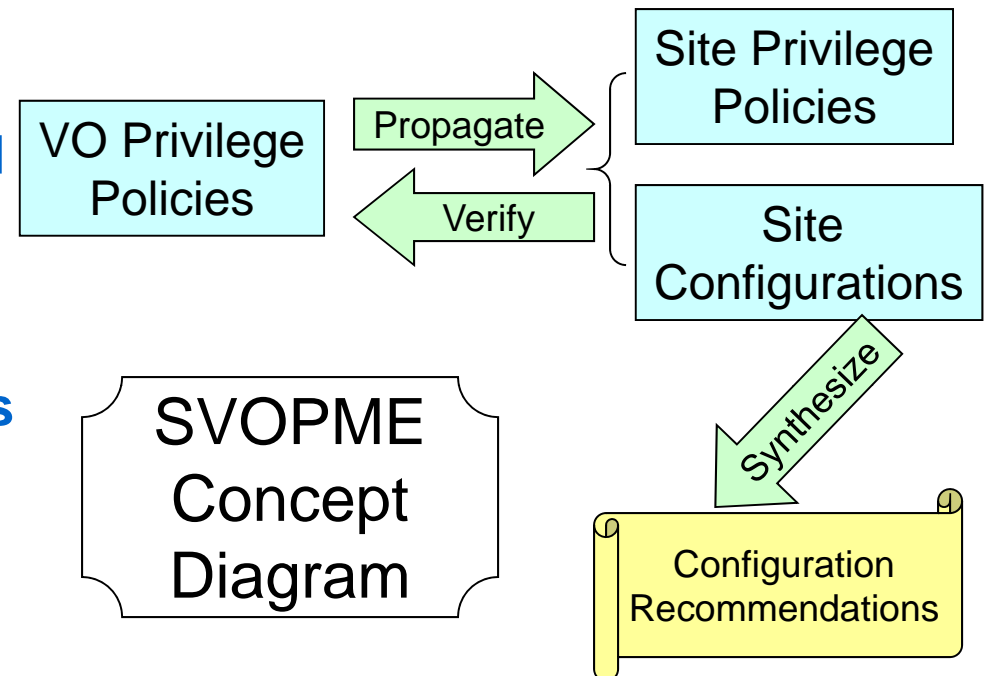 VO Privilege
Policies
Propagate
Verify
Site Privilege
Policies
Site
Configurations
Synthesize
s
SVOPME
Concept
Diagram
Configuration
Recommendations